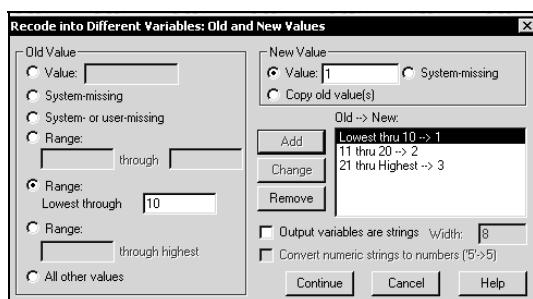 Recode into Different Variables: Old and New Values
Old Value
Value:
System-missing
System- or user-missing
Range:
through
Range:
Lowest through 10
Range:
through highest
All other values
New Value
Value: 1 System-missing
Copy old value(s)
Old --> New:
Add
Change
Remove
Lowest thru 10 --> 1
11 thru 20 --> 2
21 thru Highest --> 3
Output variables are strings Width: 8
Convert numeric strings to numbers ('5'->5)
Continue Cancel Help